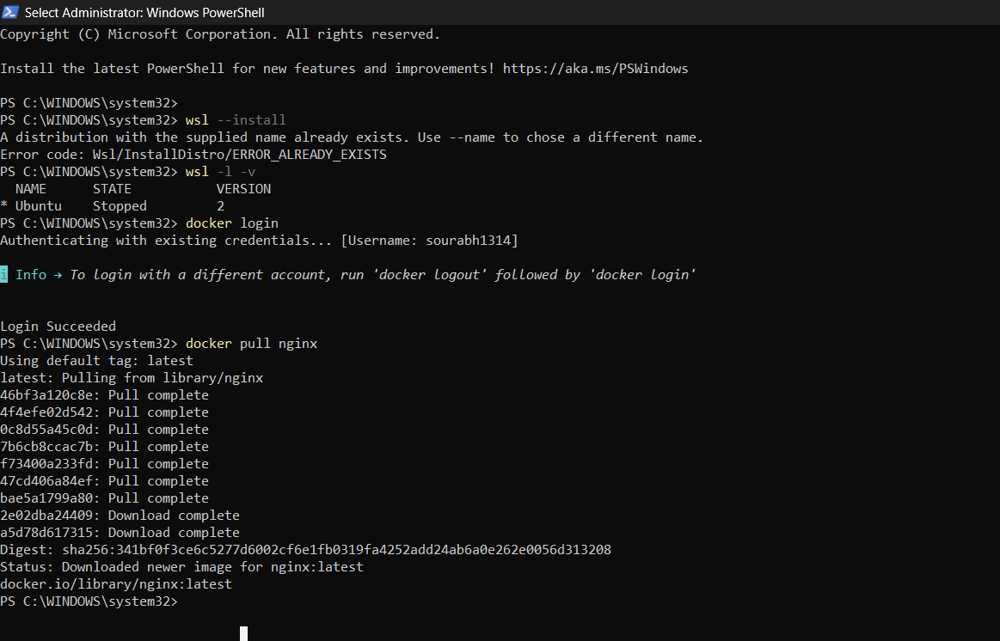 Select Administrator: Windows PowerShell
Copyright (C) Microsoft Corporation. All rights reserved.
Install the latest PowerShell for new features and improvements! https://aka.ms/PSWindows
PS C:\WINDOWS\system32>
PS C:\WINDOWS\system32> wsl --install
A distribution with the supplied name already exists. Use --name to chose a different name.
Error code: Wsl/InstallDistro/ERROR_ALREADY_EXISTS
PS C:\WINDOWS\system32> wsl -l -v
  NAME      STATE           VERSION
* Ubuntu    Stopped         2
PS C:\WINDOWS\system32> docker login
Authenticating with existing credentials... [Username: sourabh1314]
i Info → To login with a different account, run 'docker logout' followed by 'docker login'
Login Succeeded
PS C:\WINDOWS\system32> docker pull nginx
Using default tag: latest
latest: Pulling from library/nginx
46bf3a120c8e: Pull complete
4f4efe02d542: Pull complete
0c8d55a45c0d: Pull complete
7b6cb8ccac7b: Pull complete
f73400a233fd: Pull complete
47cd406a84ef: Pull complete
bae5a1799a80: Pull complete
2e02dba24409: Download complete
a5d78d617315: Download complete
Digest: sha256:341bf0f3ce6c5277d6002cf6e1fb0319fa4252add24ab6a0e262e0056d313208
Status: Downloaded newer image for nginx:latest
docker.io/library/nginx:latest
PS C:\WINDOWS\system32>